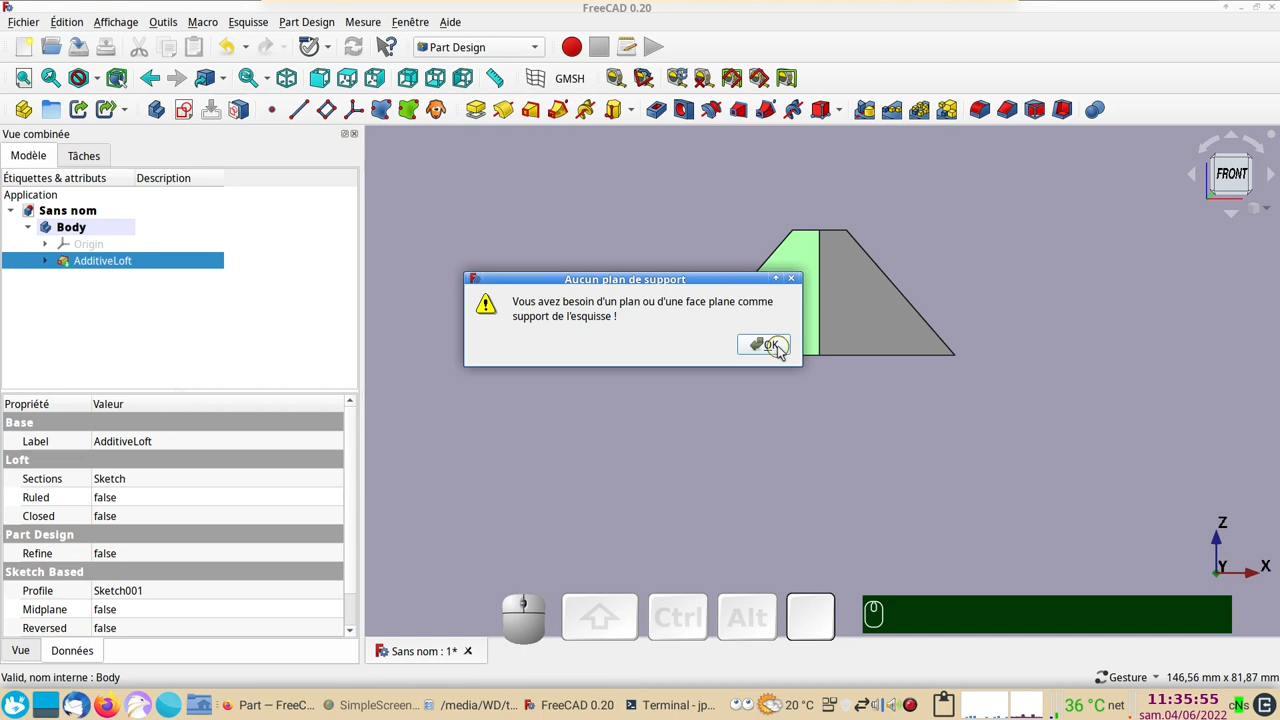 FreeCAD 0.20
Fichier Édition Affichage Outils Macro Esquisse Part Design Mesure Fenêtre Aide
Part Design
GMSH
Vue combinée
Modèle Tâches
Étiquettes & attributs Description
Application
Sans nom
Body
Origin
AdditiveLoft
FRONT
Aucun plan de support
Vous avez besoin d'un plan ou d'une face plane comme
support de l'esquisse !
OK
Propriété Valeur
Base
Label AdditiveLoft
Loft
Sections Sketch
Ruled false
Closed false
Part Design
Refine false
Sketch Based
Profile Sketch001
Midplane false
Reversed false
Z
X
Y
Ctrl Alt
Vue Données
Sans nom : 1*
Valid, nom interne : Body
Gesture 146,56 mm x 81,87 mm
Part — FreeC... SimpleScreen... /media/WD/t... FreeCAD 0.20 Terminal - jp... 20 °C 36 °C net 11:35:55 cNs
sam.04/06/2022